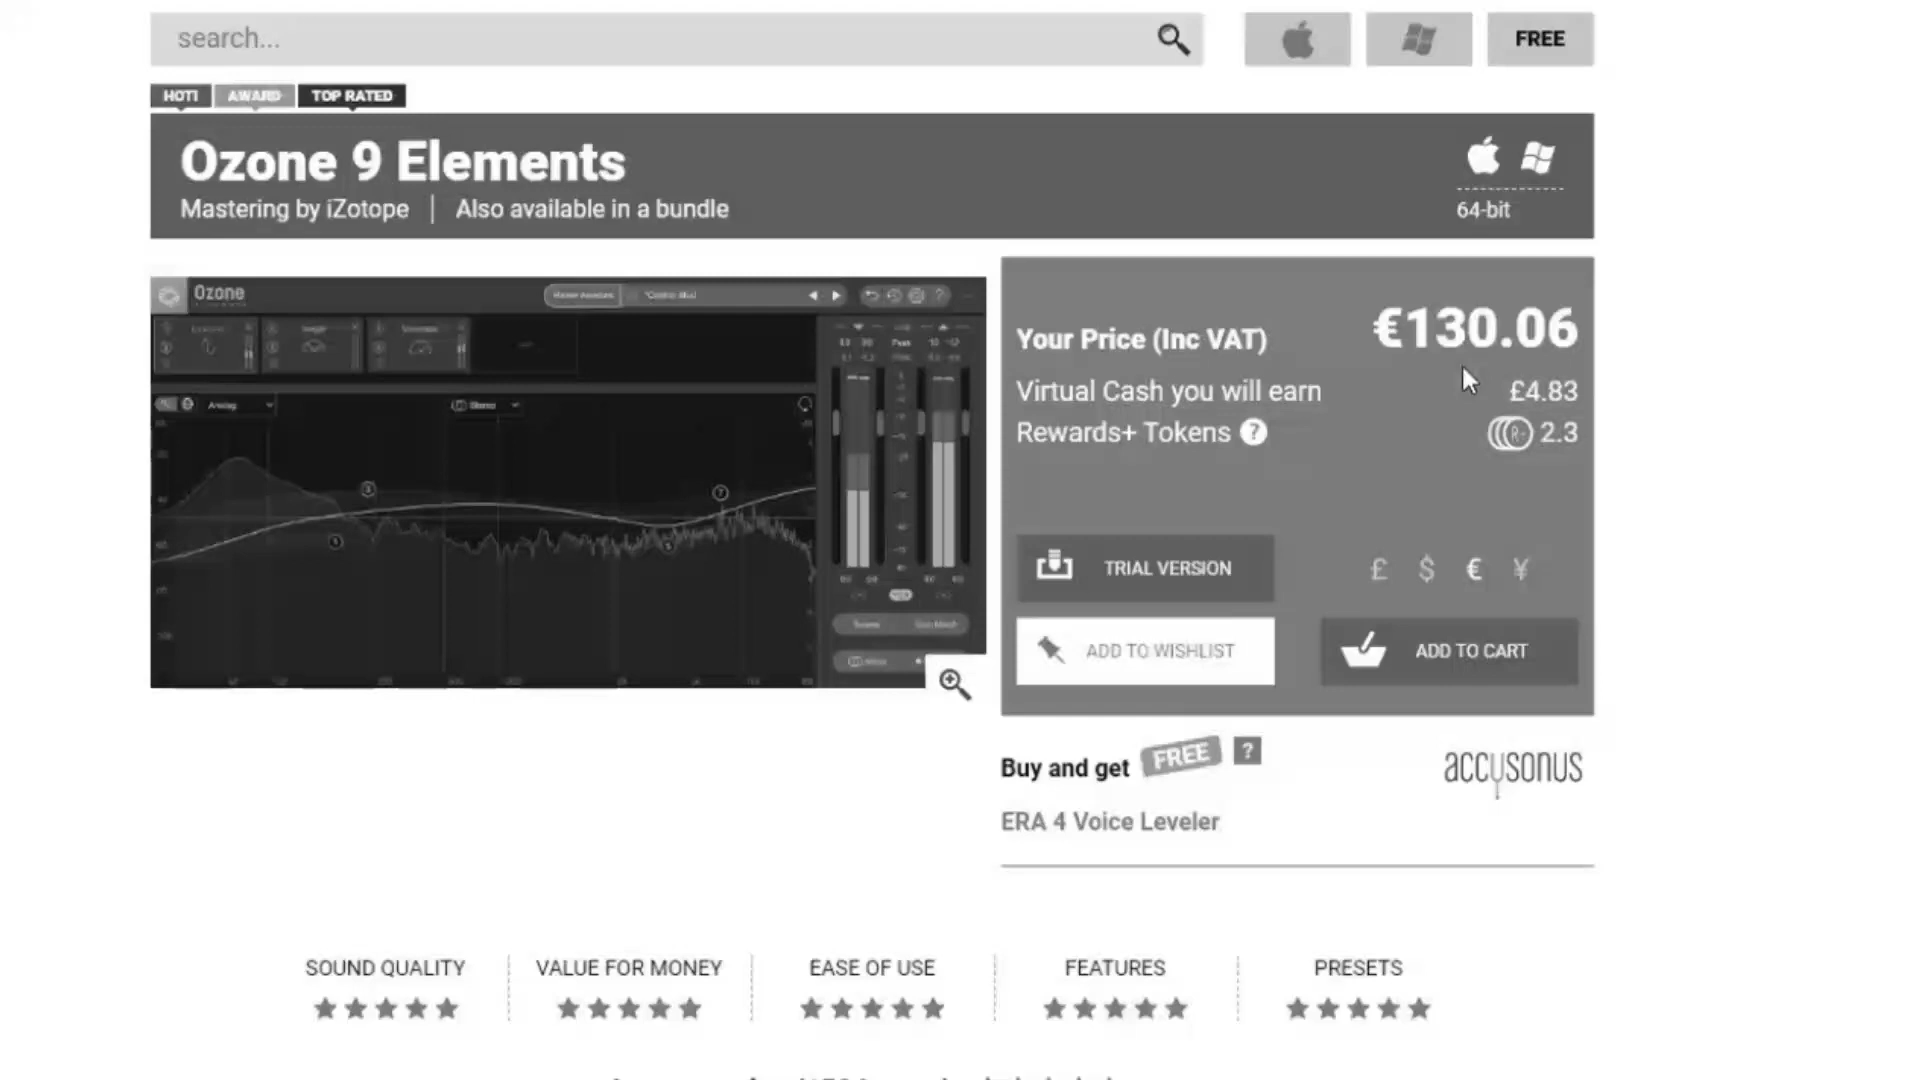 search...
FREE
HOT!
AWARD
TOP RATED
Ozone 9 Elements
Mastering by iZotope | Also available in a bundle
64-bit
Ozone
Analog
Stereo
Peak
Your Price (Inc VAT) €130.06
Virtual Cash you will earn £4.83
Rewards+ Tokens ? R+ 2.3
TRIAL VERSION
£ $ € ¥
ADD TO WISHLIST
ADD TO CART
Buy and get FREE ?
accusonus
ERA 4 Voice Leveler
SOUND QUALITY
VALUE FOR MONEY
EASE OF USE
FEATURES
PRESETS